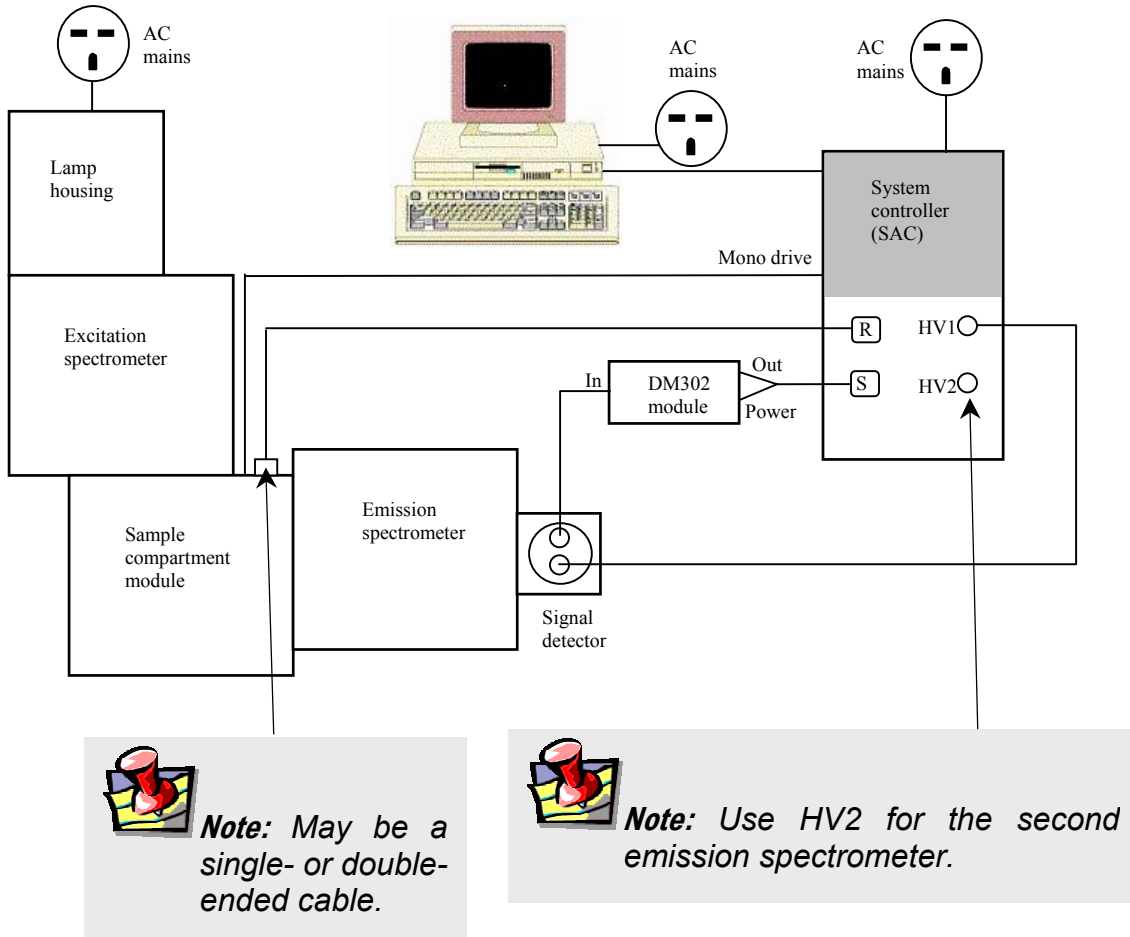 AC
mains
AC
mains
AC
mains
Lamp
housing
System
controller
(SAC)
Mono drive
Excitation
spectrometer
R
HV1
In
DM302
module
Out
Power
S
HV2
Sample
compartment
module
Emission
spectrometer
Signal
detector
Note: May be a
single- or double-
ended cable.
Note: Use HV2 for the second
emission spectrometer.